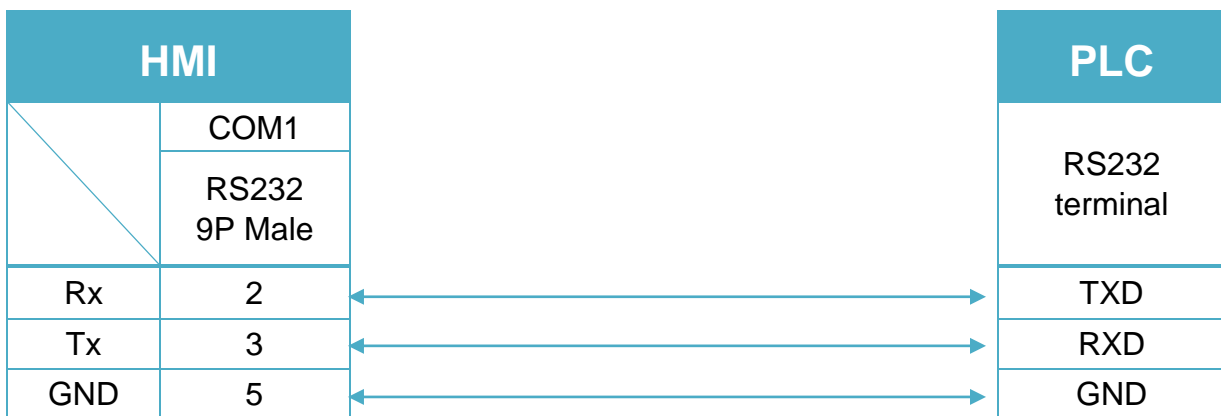 HMI
PLC
COM1
RS232
9P Male
RS232
terminal
Rx 2 TXD
Tx 3 RXD
GND 5 GND